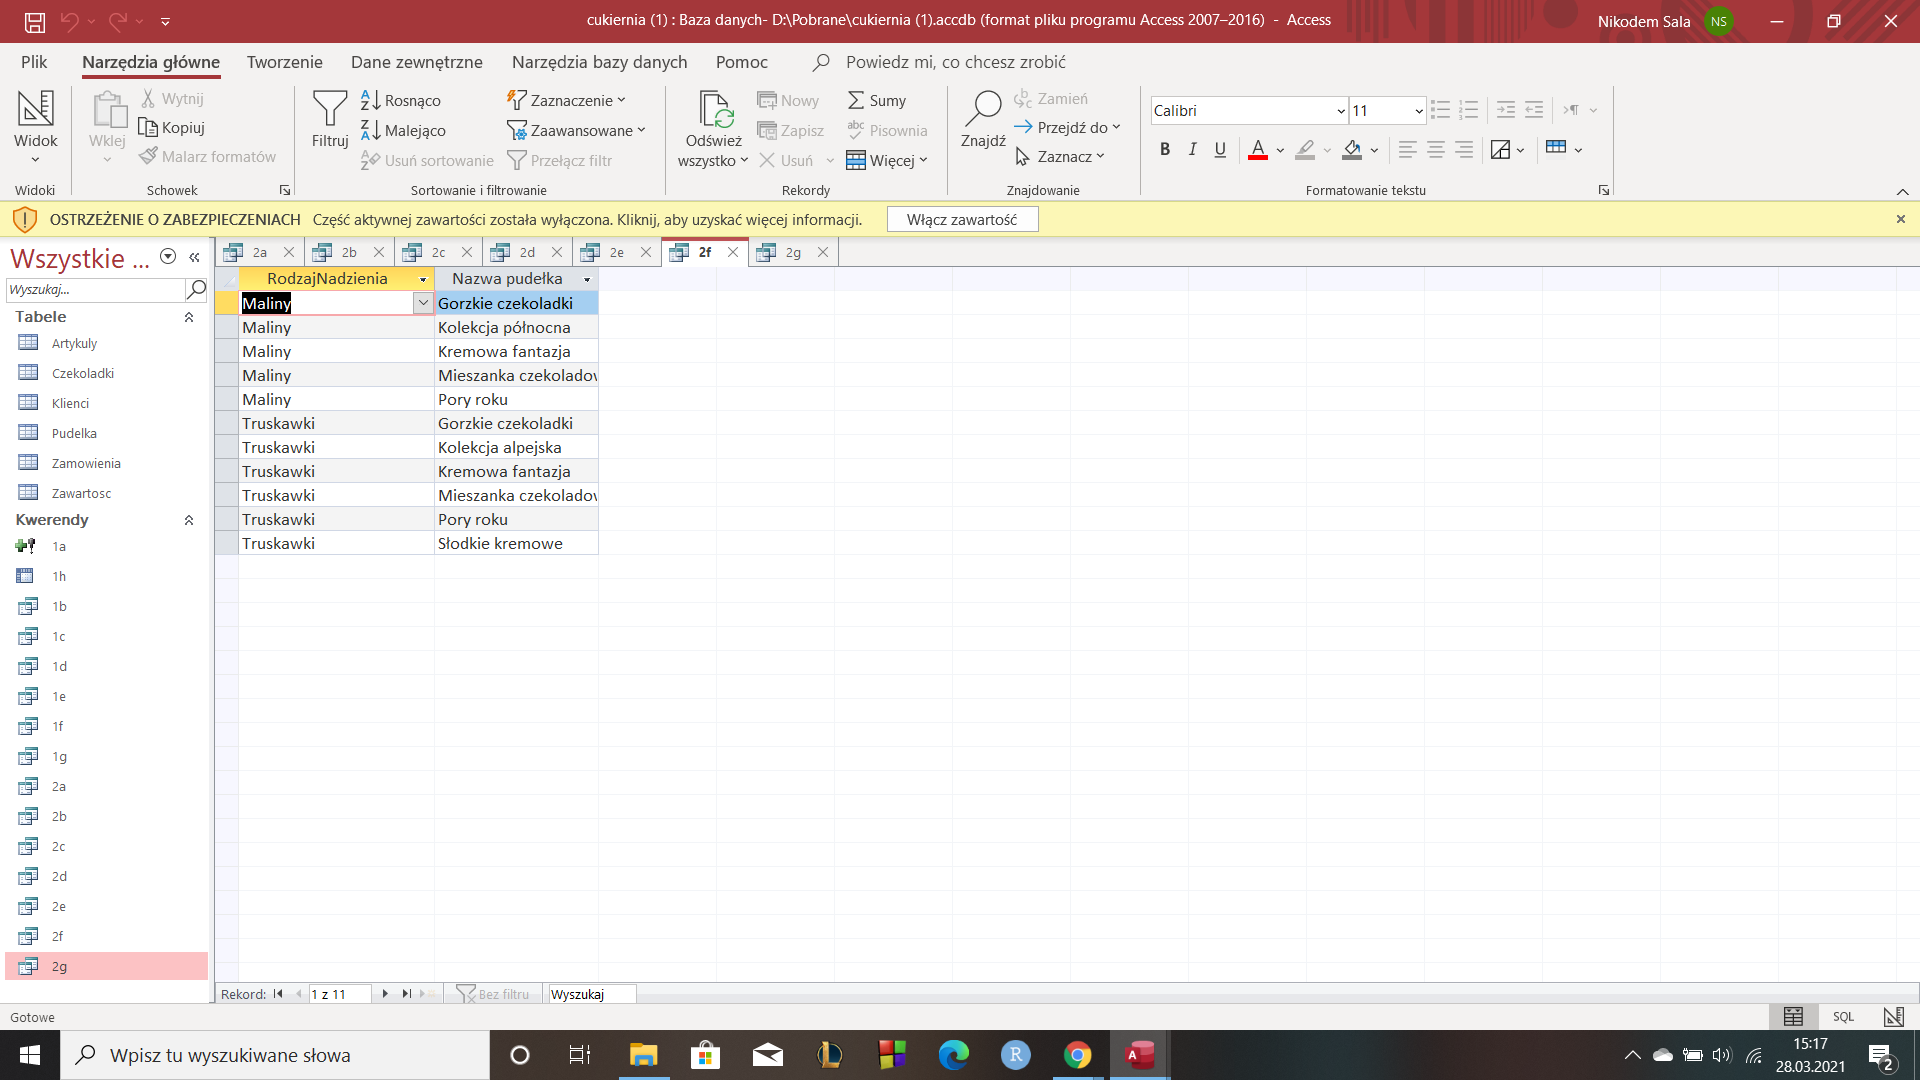 cukiernia (1) : Baza danych- D:\Pobrane\cukiernia (1).accdb (format pliku programu Access 2007–2016) - Access
Nikodem Sala NS
Plik Narzędzia główne Tworzenie Dane zewnętrzne Narzędzia bazy danych Pomoc Powiedz mi, co chcesz zrobić
Widok
Widoki
Wklej
Wytnij
Kopiuj
Malarz formatów
Schowek
Filtruj
Rosnąco
Malejąco
Usuń sortowanie
Zaznaczenie
Zaawansowane
Przełącz filtr
Sortowanie i filtrowanie
Odśwież
wszystko
Nowy
Zapisz
Usuń
Sumy
Pisownia
Więcej
Rekordy
Znajdź
Zamień
Przejdź do
Zaznacz
Znajdowanie
Calibri 11
B I U A
Formatowanie tekstu
OSTRZEŻENIE O ZABEZPIECZENIACH Część aktywnej zawartości została wyłączona. Kliknij, aby uzyskać więcej informacji. Włącz zawartość
Wszystkie ...
Wyszukaj...
Tabele
Artykuly
Czekoladki
Klienci
Pudelka
Zamowienia
Zawartosc
Kwerendy
1a
1h
1b
1c
1d
1e
1f
1g
2a
2b
2c
2d
2e
2f
2g
2a 2b 2c 2d 2e 2f 2g
RodzajNadzienia Nazwa pudełka
Maliny Gorzkie czekoladki
Maliny Kolekcja północna
Maliny Kremowa fantazja
Maliny Mieszanka czekoladow
Maliny Pory roku
Truskawki Gorzkie czekoladki
Truskawki Kolekcja alpejska
Truskawki Kremowa fantazja
Truskawki Mieszanka czekoladow
Truskawki Pory roku
Truskawki Słodkie kremowe
Rekord: 1 z 11 Bez filtru Wyszukaj
Gotowe
SQL
Wpisz tu wyszukiwane słowa
15:17
28.03.2021
2